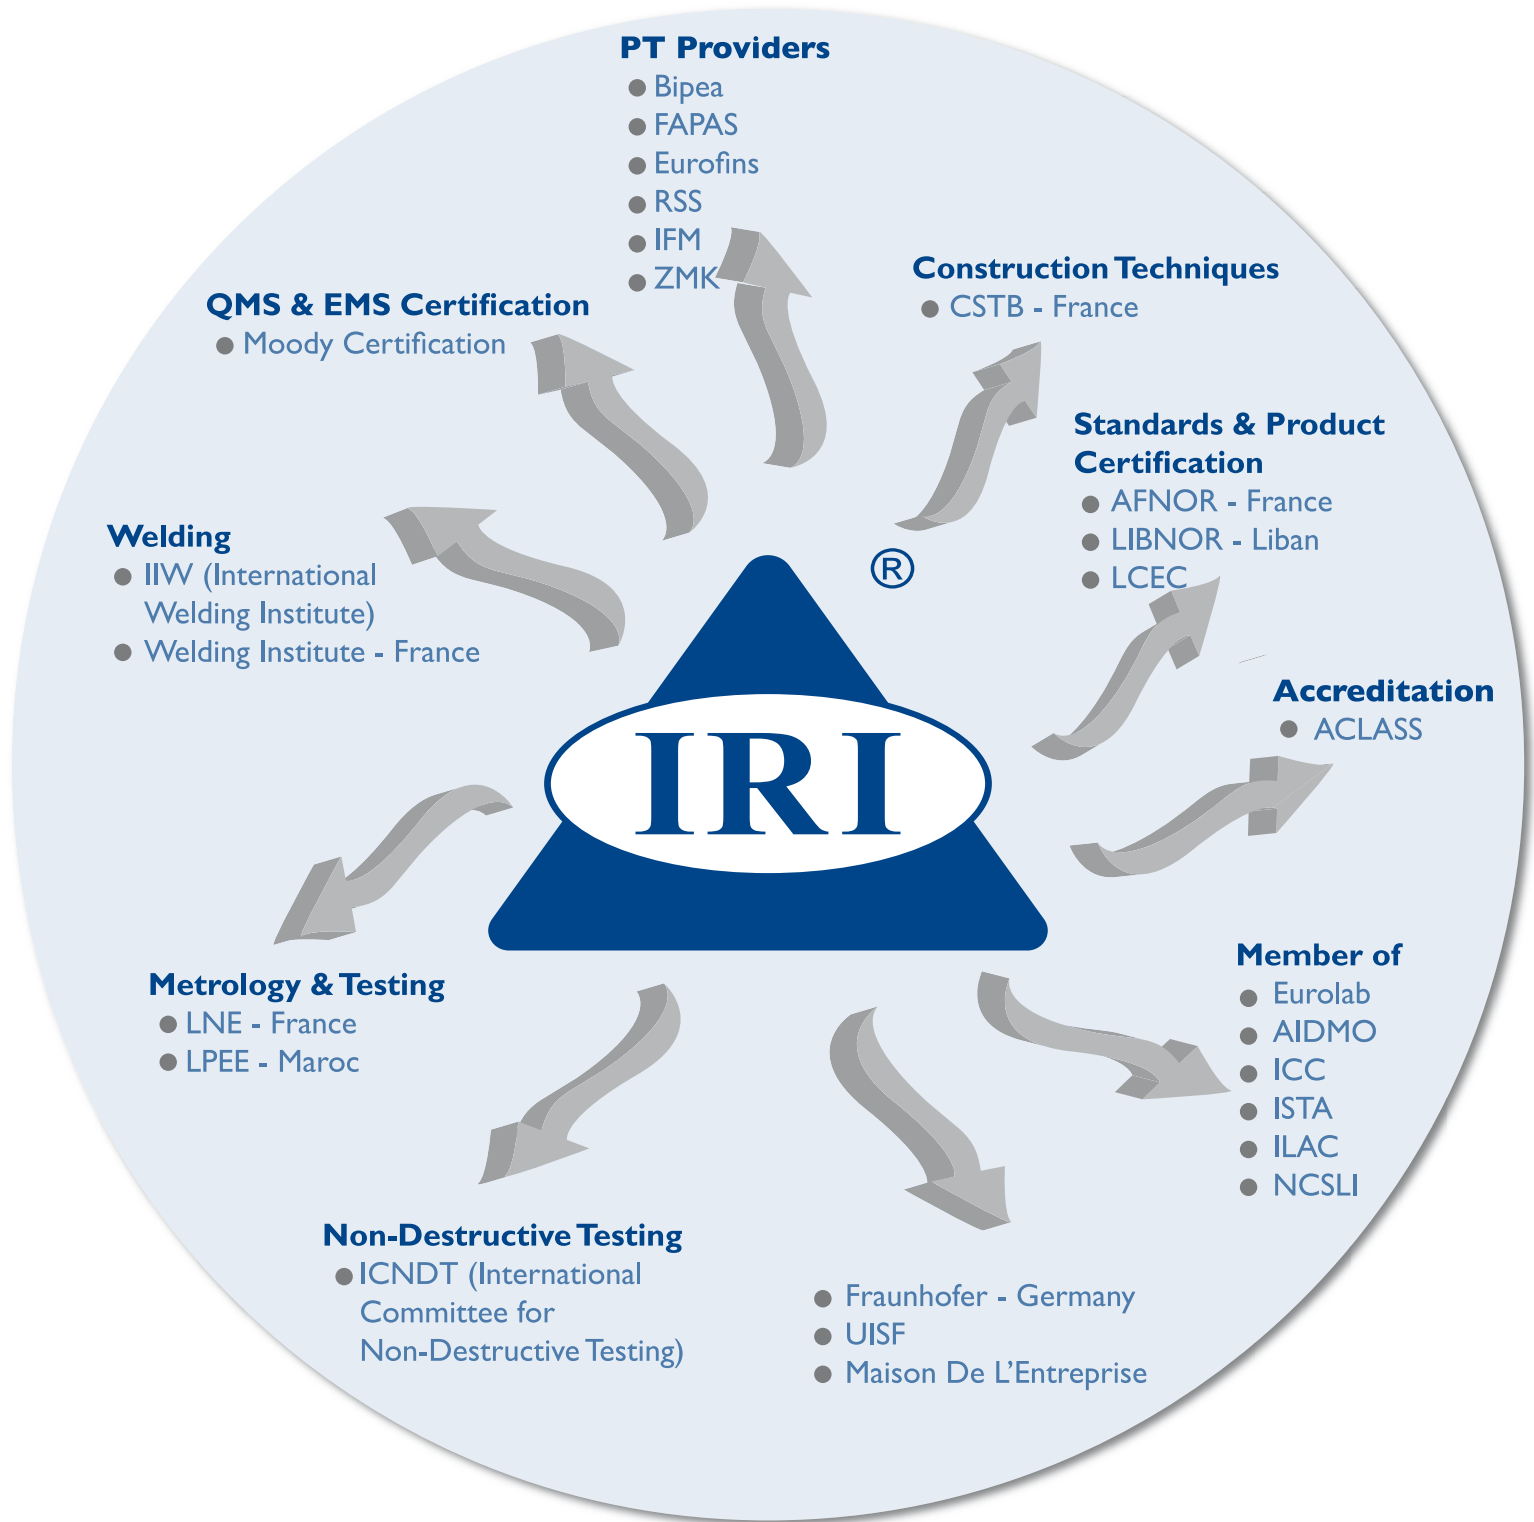 PT Providers
Bipea
FAPAS
Eurofins
RSS
IFM
ZMK
Construction Techniques
CSTB - France
QMS & EMS Certification
Moody Certification
Standards & Product
Certification
AFNOR - France
LIBNOR - Liban
LCEC
Welding
IIW (International
Welding Institute)
Welding Institute - France
®
IRI
Accreditation
ACLASS
Member of
Eurolab
AIDMO
ICC
ISTA
ILAC
NCSLI
Metrology & Testing
LNE - France
LPEE - Maroc
Non-Destructive Testing
ICNDT (International
Committee for
Non-Destructive Testing)
Fraunhofer - Germany
UISF
Maison De L’Entreprise